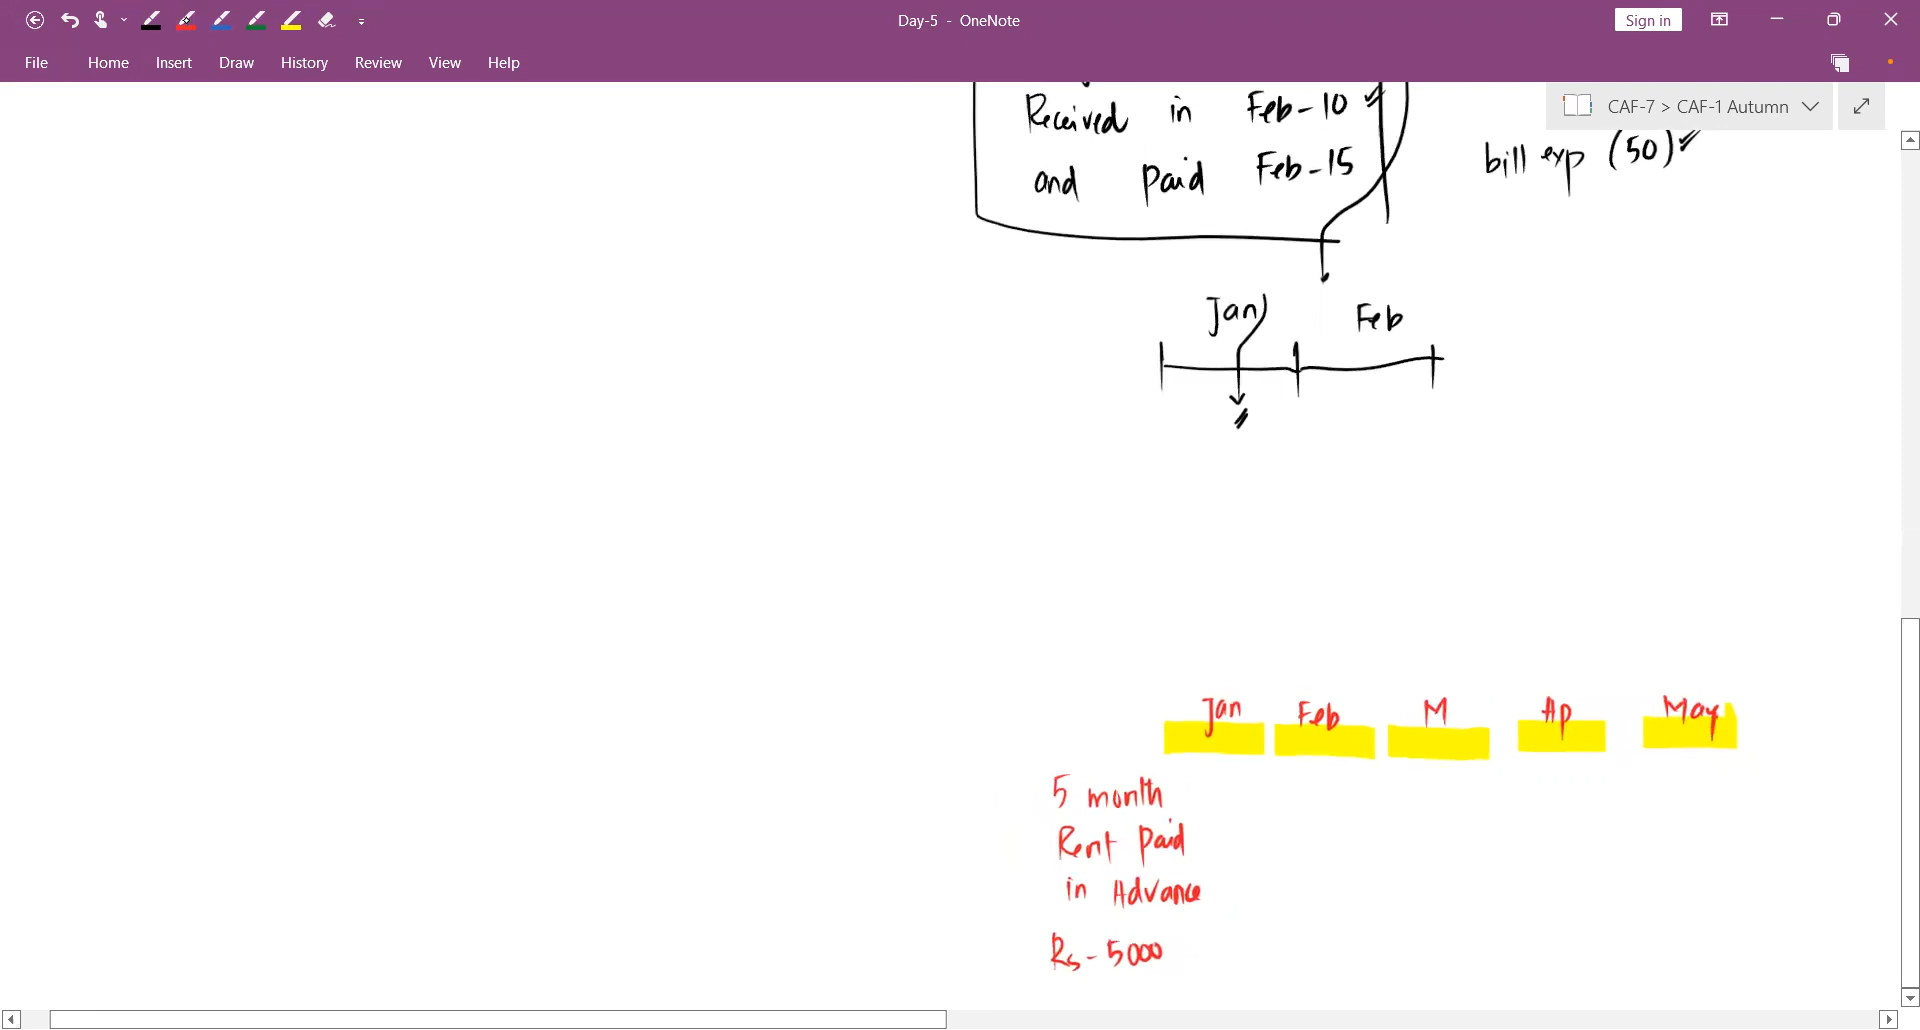 Day-5 - OneNote
Sign in
File Home Insert Draw History Review View Help
CAF-7 > CAF-1 Autumn
Received in Feb-10
and Paid Feb-15
bill exp (50)
Jan Feb
Jan Feb M Ap May
5 month
Rent Paid
in Advance
Rs - 5000